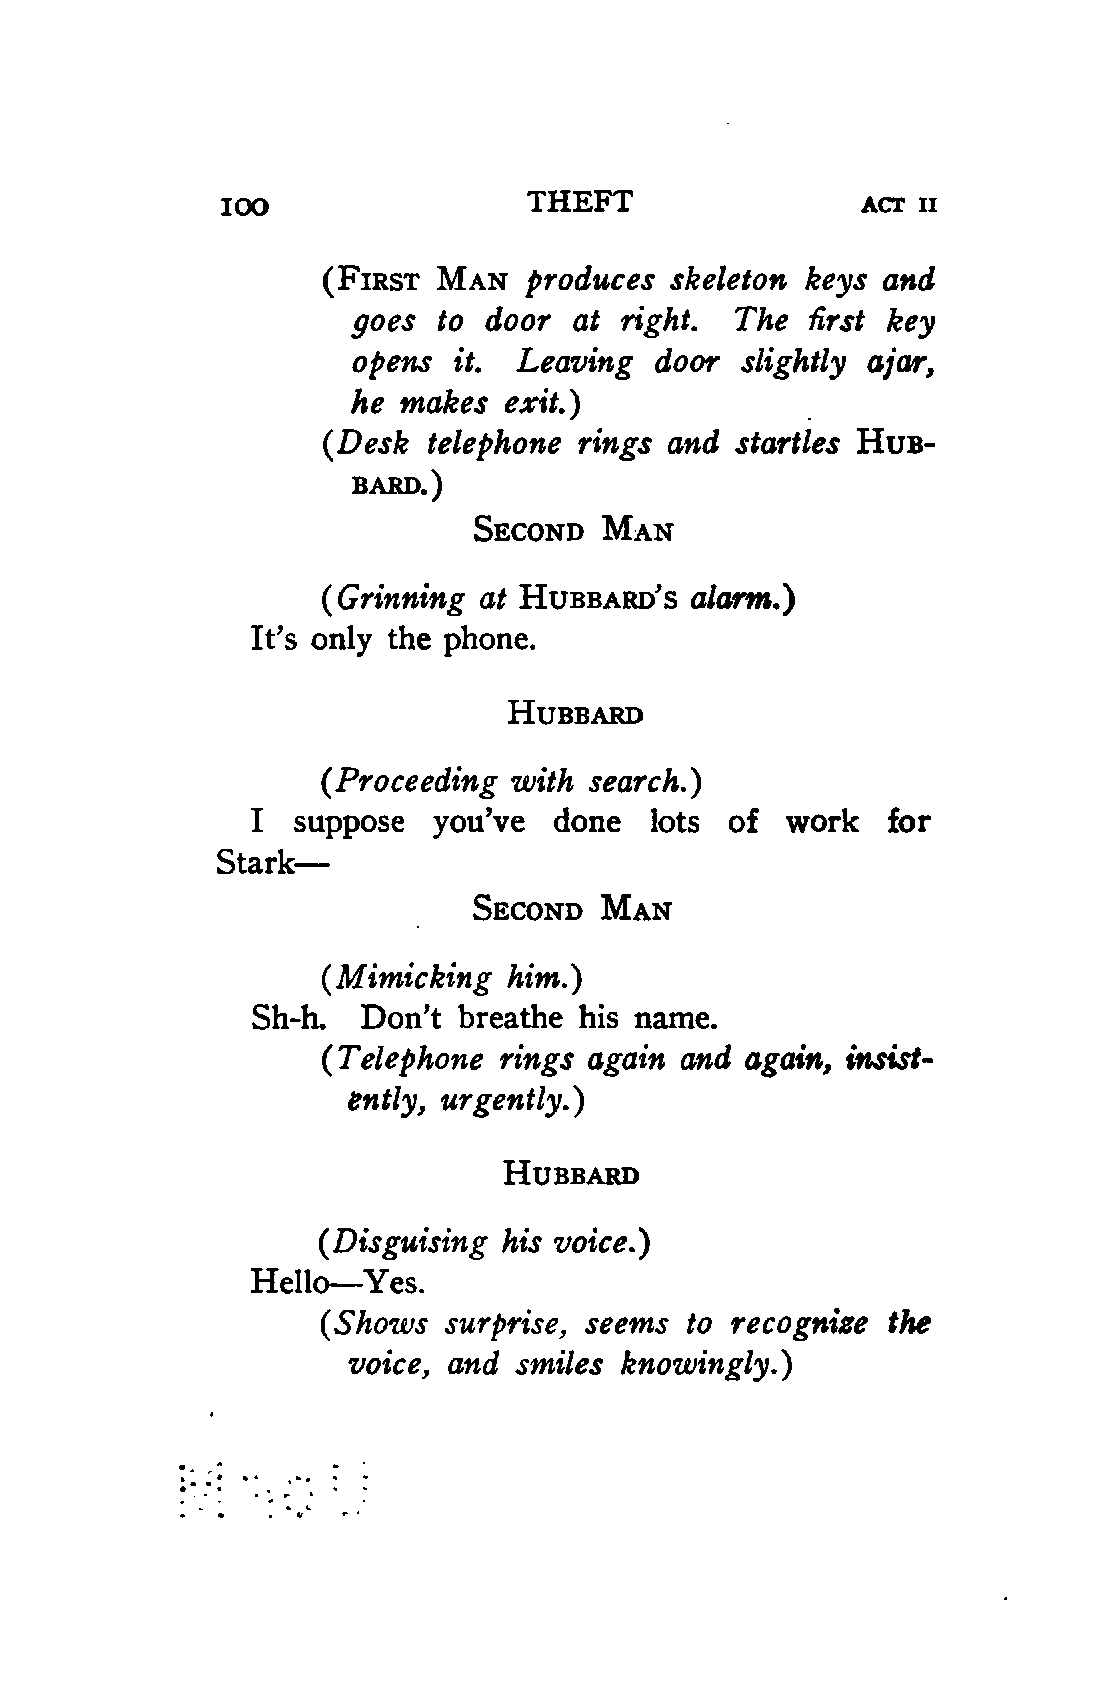 100 THEFT ACT II
(FIRST MAN produces skeleton keys and
goes to door at right. The first key
opens it. Leaving door slightly ajar,
he makes exit.)
(Desk telephone rings and startles HUB-
BARD.)
SECOND MAN
(Grinning at HUBBARD'S alarm.)
It's only the phone.
HUBBARD
(Proceeding with search.)
I suppose you've done lots of work for
Stark—
SECOND MAN
(Mimicking him.)
Sh-h. Don't breathe his name.
(Telephone rings again and again, insist-
ently, urgently.)
HUBBARD
(Disguising his voice.)
Hello—Yes.
(Shows surprise, seems to recognize the
voice, and smiles knowingly.)